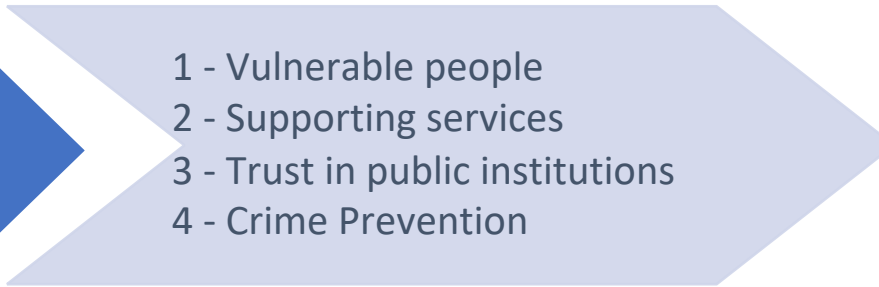 1 - Vulnerable people
2 - Supporting services
3 - Trust in public institutions
4 - Crime Prevention